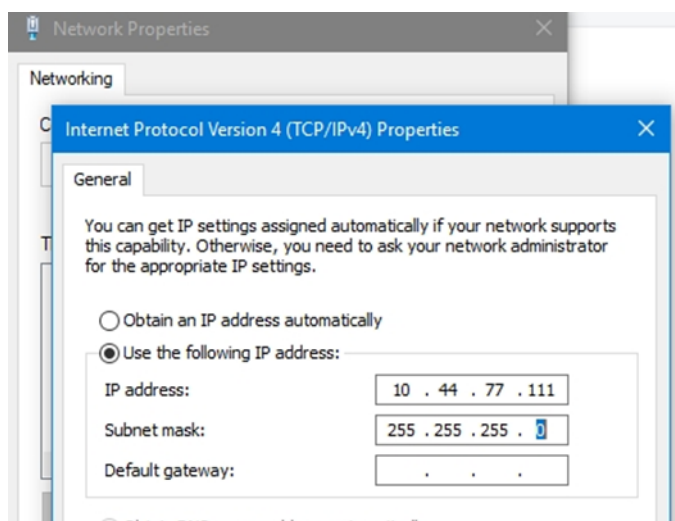 Network Properties
Networking
C
Internet Protocol Version 4 (TCP/IPv4) Properties
General
You can get IP settings assigned automatically if your network supports
this capability. Otherwise, you need to ask your network administrator
for the appropriate IP settings.
T
Obtain an IP address automatically
Use the following IP address:
IP address: 10 . 44 . 77 . 111
Subnet mask: 255 . 255 . 255 . 0
Default gateway: . . .